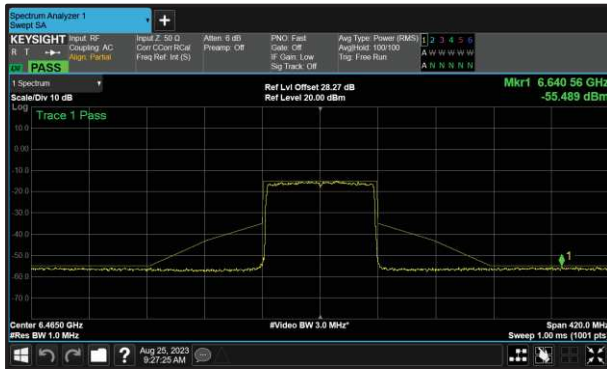 Spectrum Analyzer 1
Swept SA
+
KEYSIGHT Input: RF Input Z: 50 Ω Atten: 6 dB PNO: Fast Avg Type: Power (RMS) 1 2 3 4 5 6
R T Coupling: AC Corr CCorr RCal Preamp: Off Gate: Off Avg|Hold: 100/100 A W W W W W
Align: Partial Freq Ref: Int (S) IF Gain: Low Trig: Free Run
PASS Sig Track: Off A N N N N N
1 Spectrum Ref Lvl Offset 28.27 dB Mkr1 6.640 56 GHz
Scale/Div 10 dB Ref Level 20.00 dBm -55.489 dBm
Log
Trace 1 Pass
10.0
0.00
-10.0
-20.0
-30.0
-40.0
-50.0
1
-60.0
-70.0
Center 6.4650 GHz #Video BW 3.0 MHz* Span 420.0 MHz
#Res BW 1.0 MHz Sweep 1.00 ms (1001 pts)
? Aug 25, 2023
9:27:25 AM